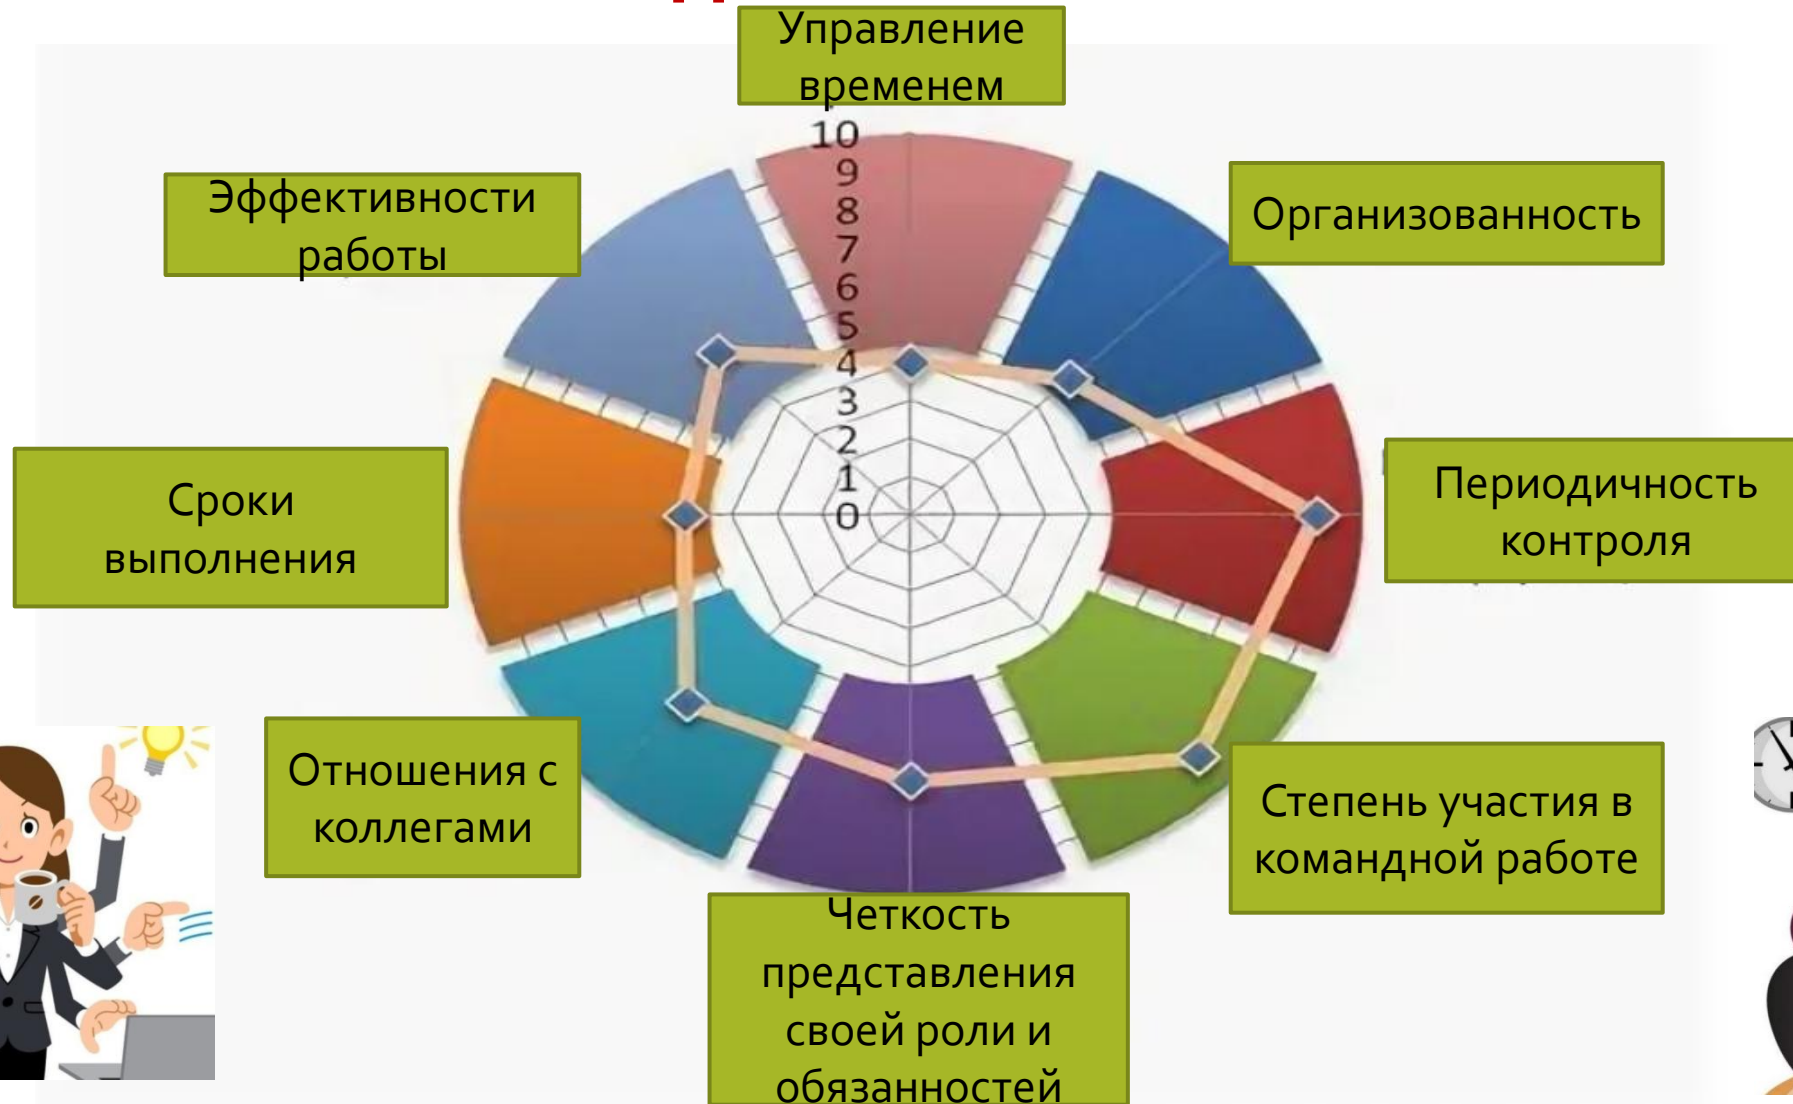 Управление
временем
10
9
8
7
6
5
4
3
2
1
0
Эффективности
работы
Организованность
Сроки
выполнения
Периодичность
контроля
Отношения с
коллегами
Степень участия в
командной работе
Четкость
представления
своей роли и
обязанностей